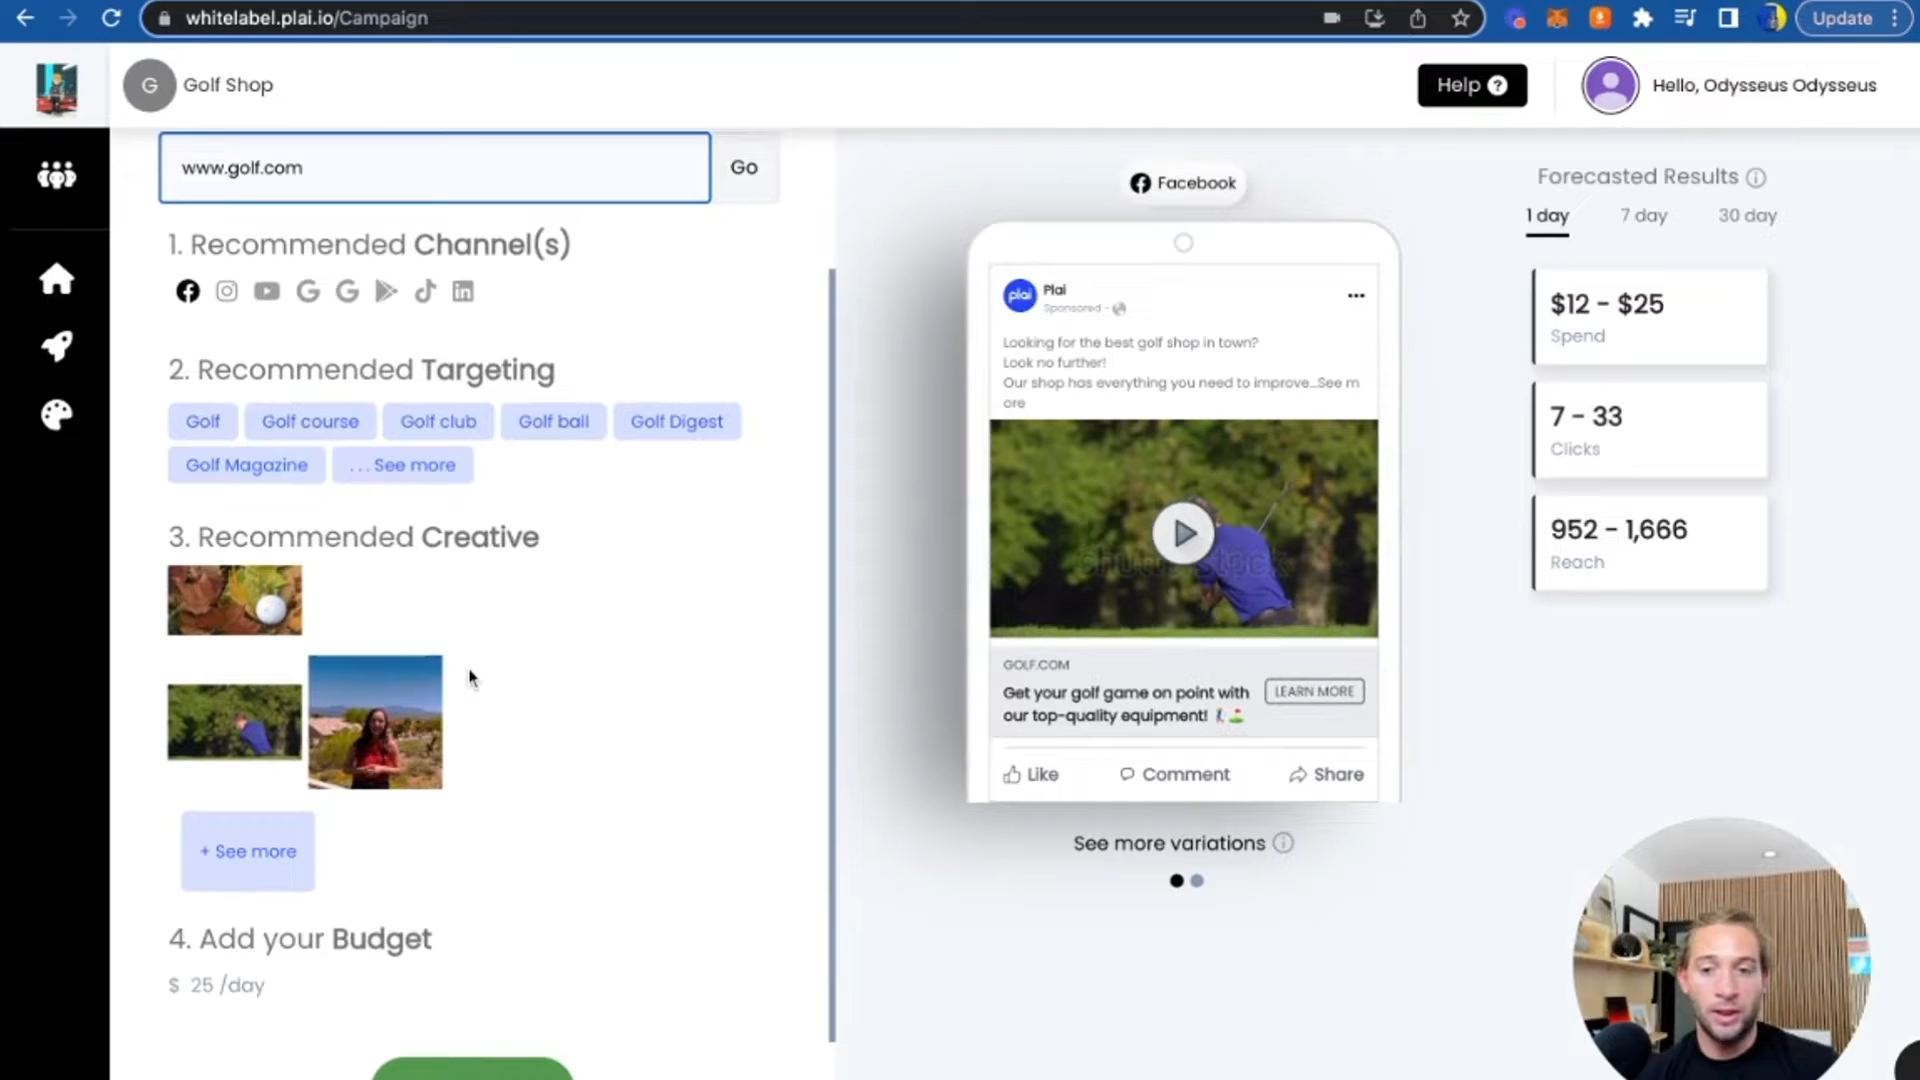 whitelabel.plai.io/Campaign
Update
G
Golf Shop
Help ?
Hello, Odysseus Odysseus
www.golf.com
Go
1. Recommended Channel(s)
2. Recommended Targeting
Golf
Golf course
Golf club
Golf ball
Golf Digest
Golf Magazine
... See more
3. Recommended Creative
+ See more
4. Add your Budget
$ 25 /day
Facebook
plai
Plai
Sponsored -
Looking for the best golf shop in town?
Look no further!
Our shop has everything you need to improve...See m
ore
shutterstock
GOLF.COM
Get your golf game on point with
our top-quality equipment! 🏌️⛳
LEARN MORE
Like
Comment
Share
See more variations
Forecasted Results
1 day
7 day
30 day
$12 - $25
Spend
7 - 33
Clicks
952 - 1,666
Reach